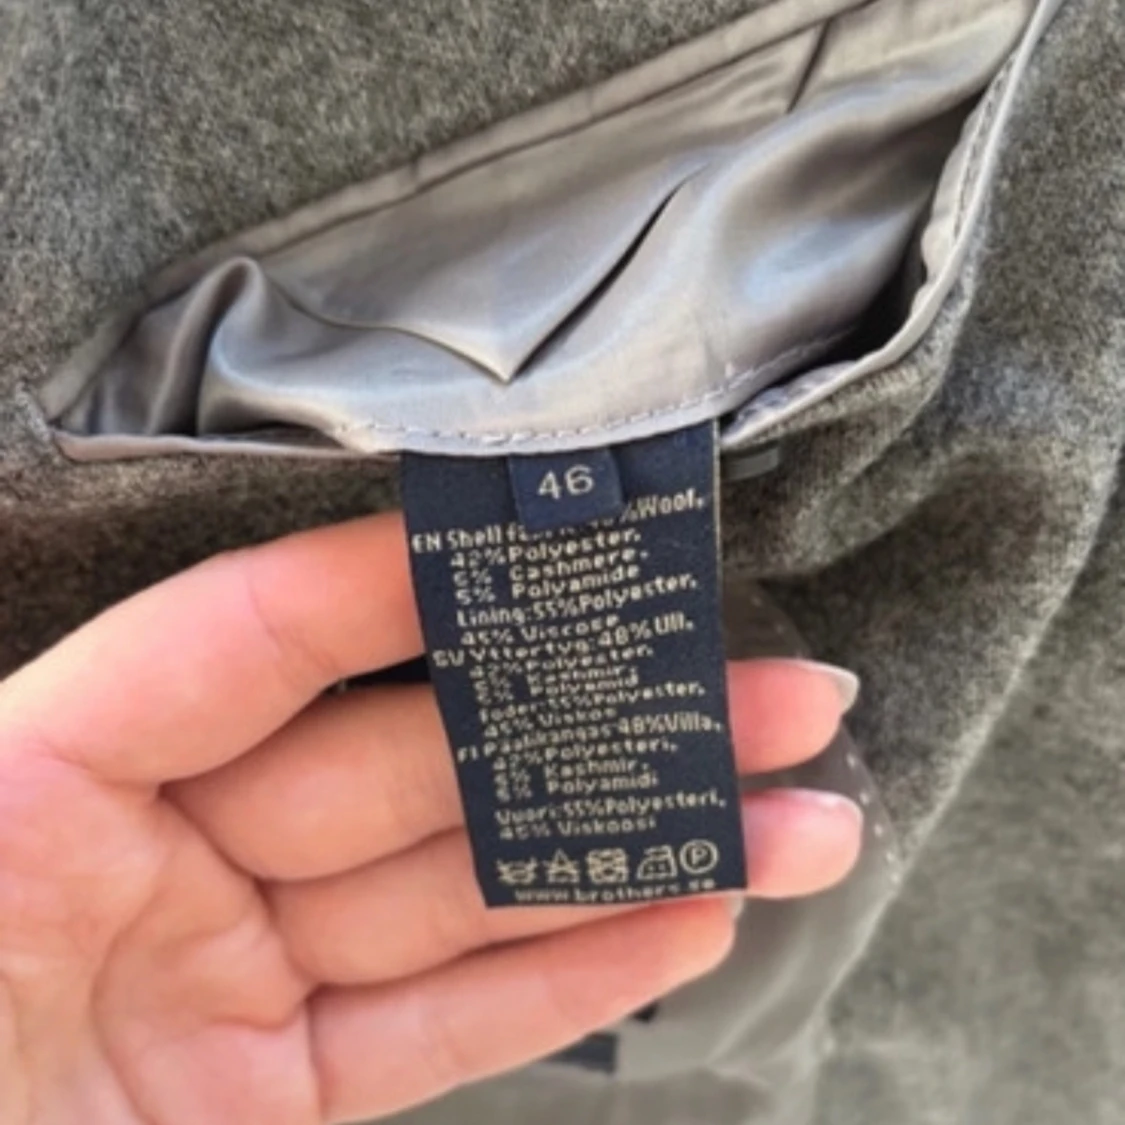 46
EN Shell fabric:48%Wool,
42%Polyester,
5% Cashmere,
5% Polyamide
Lining:55%Polyester,
45% Viscose
SV Yttertyg:48%Ull,
42%Polyester,
5% Kashmir,
5% Polyamid
Foder:55%Polyester,
45% Viskos
FI Päällikangas:48%Villa,
42%Polyesteri,
5% Kashmir,
5% Polyamidi
Vuori:55%Polyesteri,
45% Viskoosi
P
www.brothers.se